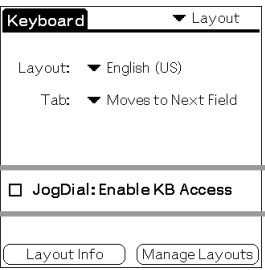 Keyboard Layout
Layout: English (US)
Tab: Moves to Next Field
JogDial: Enable KB Access
Layout Info Manage Layouts